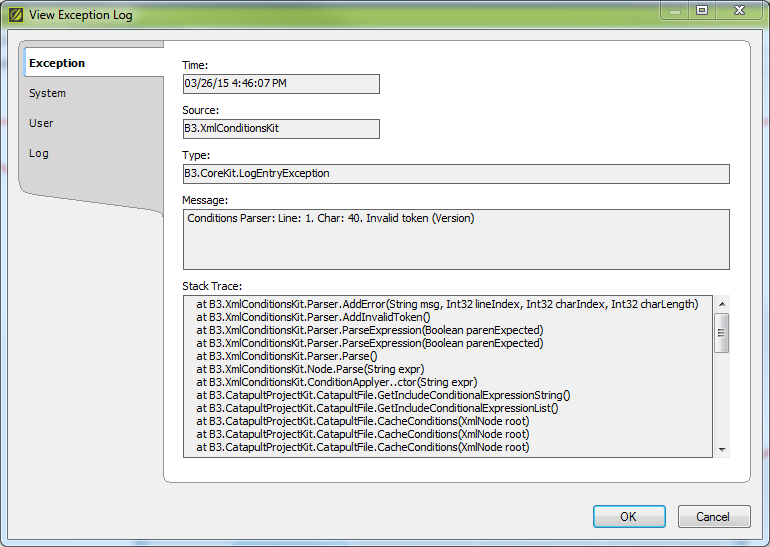 View Exception Log
Exception
System
User
Log
Time:
03/26/15 4:46:07 PM
Source:
B3.XmlConditionsKit
Type:
B3.CoreKit.LogEntryException
Message:
Conditions Parser: Line: 1. Char: 40. Invalid token (Version)
Stack Trace:
at B3.XmlConditionsKit.Parser.AddError(String msg, Int32 lineIndex, Int32 charIndex, Int32 charLength)
at B3.XmlConditionsKit.Parser.AddInvalidToken()
at B3.XmlConditionsKit.Parser.ParseExpression(Boolean parenExpected)
at B3.XmlConditionsKit.Parser.ParseExpression(Boolean parenExpected)
at B3.XmlConditionsKit.Parser.Parse()
at B3.XmlConditionsKit.Node.Parse(String expr)
at B3.XmlConditionsKit.ConditionApplyer..ctor(String expr)
at B3.CatapultProjectKit.CatapultFile.GetIncludeConditionalExpressionString()
at B3.CatapultProjectKit.CatapultFile.GetIncludeConditionalExpressionList()
at B3.CatapultProjectKit.CatapultFile.CacheConditions(XmlNode root)
at B3.CatapultProjectKit.CatapultFile.CacheConditions(XmlNode root)
at B3.CatapultProjectKit.CatapultFile.CacheConditions(XmlNode root)
OK
Cancel